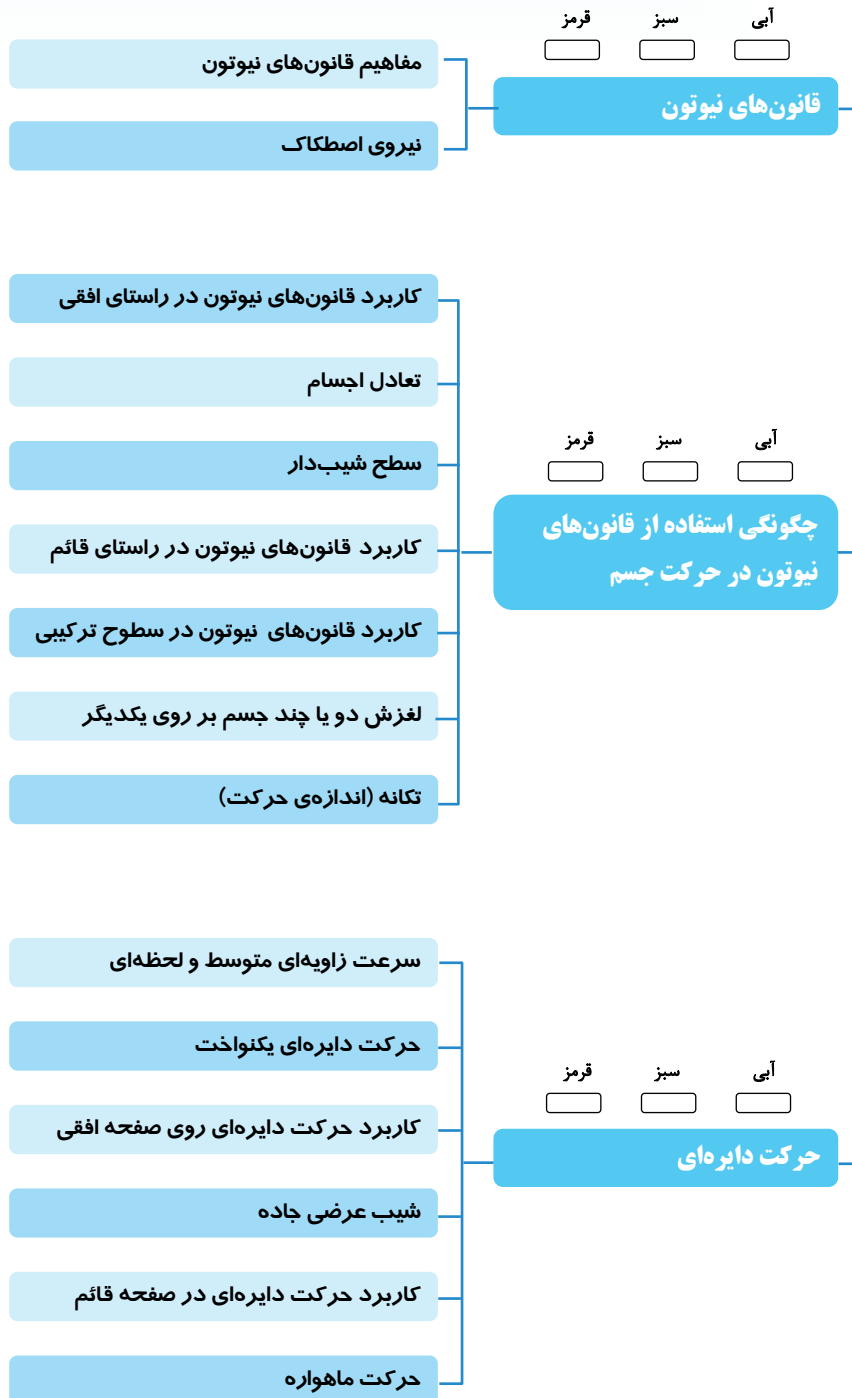 آبی سبز قرمز
قانون‌های نیوتون
مفاهیم قانون‌های نیوتون
نیروی اصطکاک
آبی سبز قرمز
چگونگی استفاده از قانون‌های
نیوتون در حرکت جسم
کاربرد قانون‌های نیوتون در راستای افقی
تعادل اجسام
سطح شیب‌دار
کاربرد قانون‌های نیوتون در راستای قائم
کاربرد قانون‌های نیوتون در سطوح ترکیبی
لغزش دو یا چند جسم بر روی یکدیگر
تکانه (اندازه‌ی حرکت)
آبی سبز قرمز
حرکت دایره‌ای
سرعت زاویه‌ای متوسط و لحظه‌ای
حرکت دایره‌ای یکنواخت
کاربرد حرکت دایره‌ای روی صفحه افقی
شیب عرضی جاده
کاربرد حرکت دایره‌ای در صفحه قائم
حرکت ماهواره